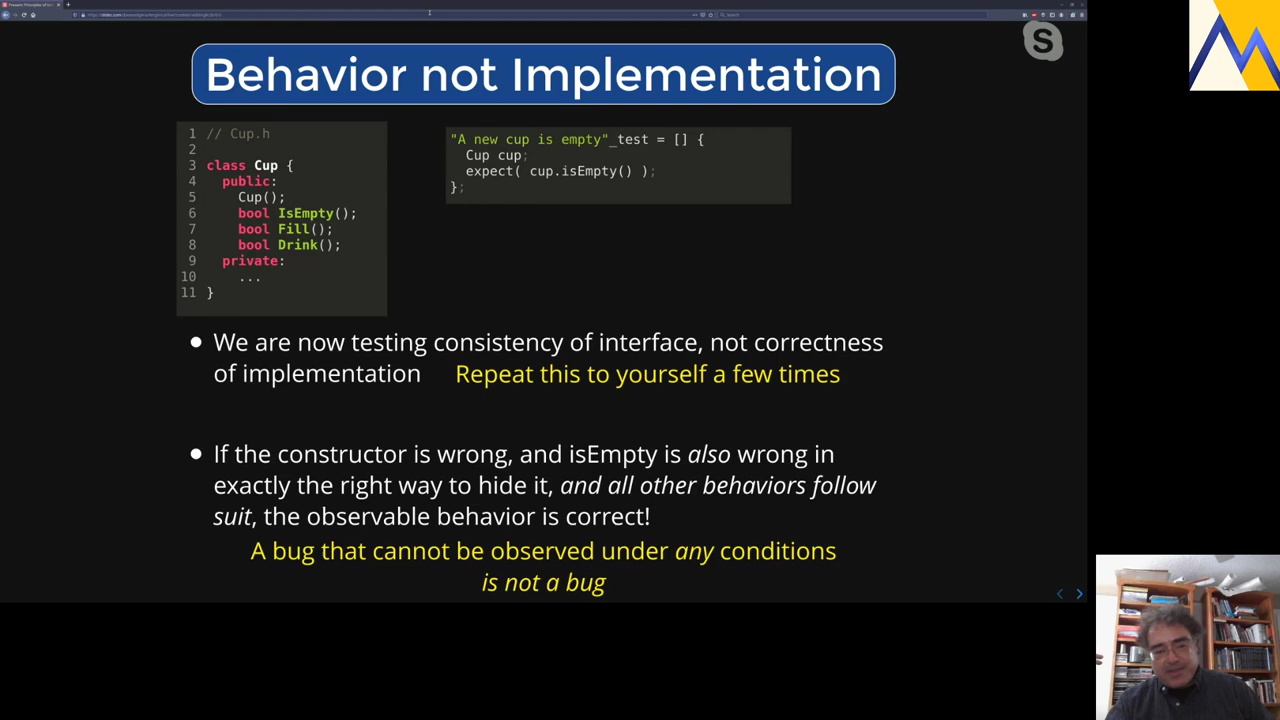 Behavior not Implementation
1 // Cup.h
2
3 class Cup {
4 public:
5 Cup();
6 bool IsEmpty();
7 bool Fill();
8 bool Drink();
9 private:
10 ...
11 }
"A new cup is empty"_test = [] {
Cup cup;
expect( cup.isEmpty() );
};
● We are now testing consistency of interface, not correctness
of implementation Repeat this to yourself a few times
● If the constructor is wrong, and isEmpty is also wrong in
exactly the right way to hide it, and all other behaviors follow
suit, the observable behavior is correct!
A bug that cannot be observed under any conditions
is not a bug